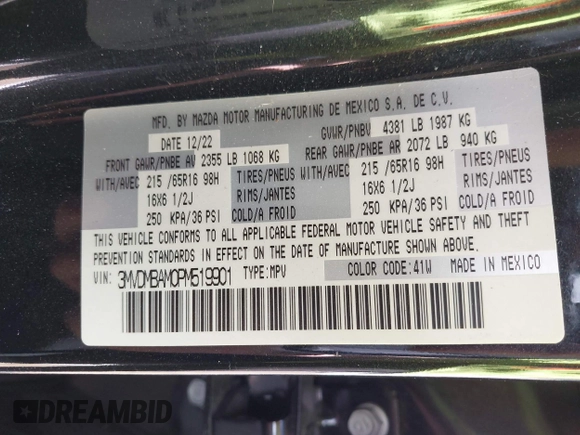 MFD. BY MAZDA MOTOR MANUFACTURING DE MEXICO S.A. DE C.V.
DATE 12/22 GVWR/PNBV 4381 LB 1987 KG
FRONT GAWR/PNBE AV 2355 LB 1068 KG REAR GAWR/PNBE AR 2072 LB 940 KG
WITH/AVEC 215 /65R16 98H TIRES/PNEUS WITH/AVEC 215 /65R16 98H TIRES/PNEUS
16X6 1/2J RIMS/JANTES 16X6 1/2J RIMS/JANTES
250 KPA/36 PSI COLD/A FROID 250 KPA/36 PSI COLD/A FROID
THIS VEHICLE CONFORMS TO ALL APPLICABLE FEDERAL MOTOR VEHICLE SAFETY AND THEFT
PREVENTION STANDARDS IN EFFECT ON THE DATE OF MANUFACTURE SHOWN ABOVE.
VIN: 3MVDMBAM0PM519901 TYPE:MPV COLOR CODE:41W MADE IN MEXICO
DREAMBID